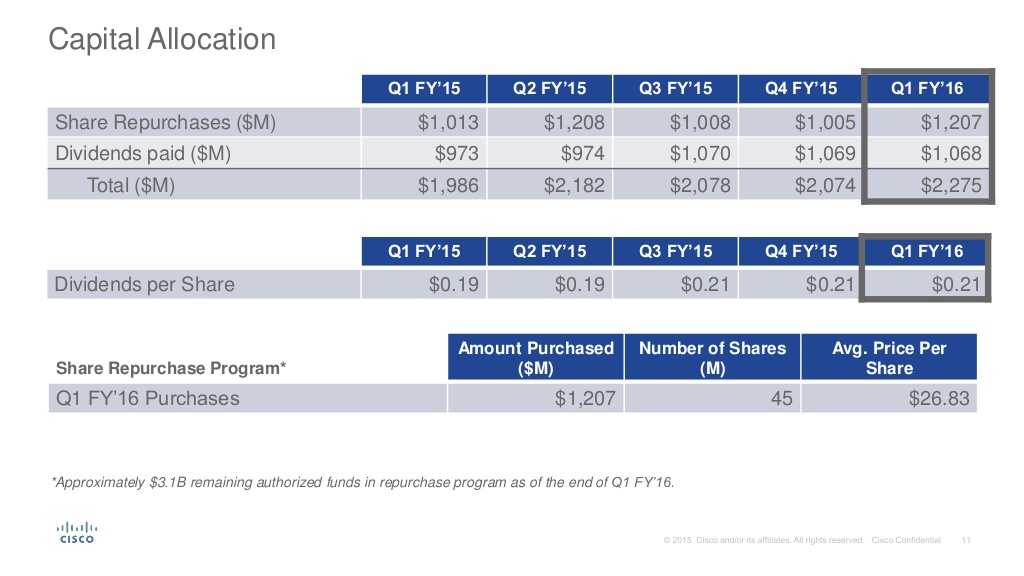 Capital Allocation
Q1 FY’15 Q2 FY’15 Q3 FY’15 Q4 FY’15 Q1 FY’16
Share Repurchases ($M) $1,013 $1,208 $1,008 $1,005 $1,207
Dividends paid ($M) $973 $974 $1,070 $1,069 $1,068
Total ($M) $1,986 $2,182 $2,078 $2,074 $2,275
Q1 FY’15 Q2 FY’15 Q3 FY’15 Q4 FY’15 Q1 FY’16
Dividends per Share $0.19 $0.19 $0.21 $0.21 $0.21
Share Repurchase Program* Amount Purchased ($M) Number of Shares (M) Avg. Price Per Share
Q1 FY’16 Purchases $1,207 45 $26.83
*Approximately $3.1B remaining authorized funds in repurchase program as of the end of Q1 FY’16.
CISCO
© 2015 Cisco and/or its affiliates. All rights reserved. Cisco Confidential 11